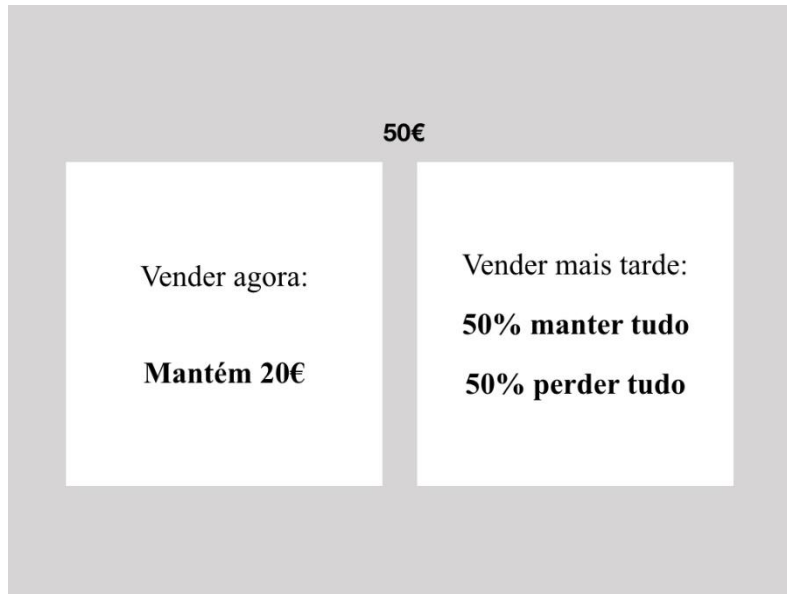 50€
Vender agora:
Mantém 20€
Vender mais tarde:
50% manter tudo
50% perder tudo